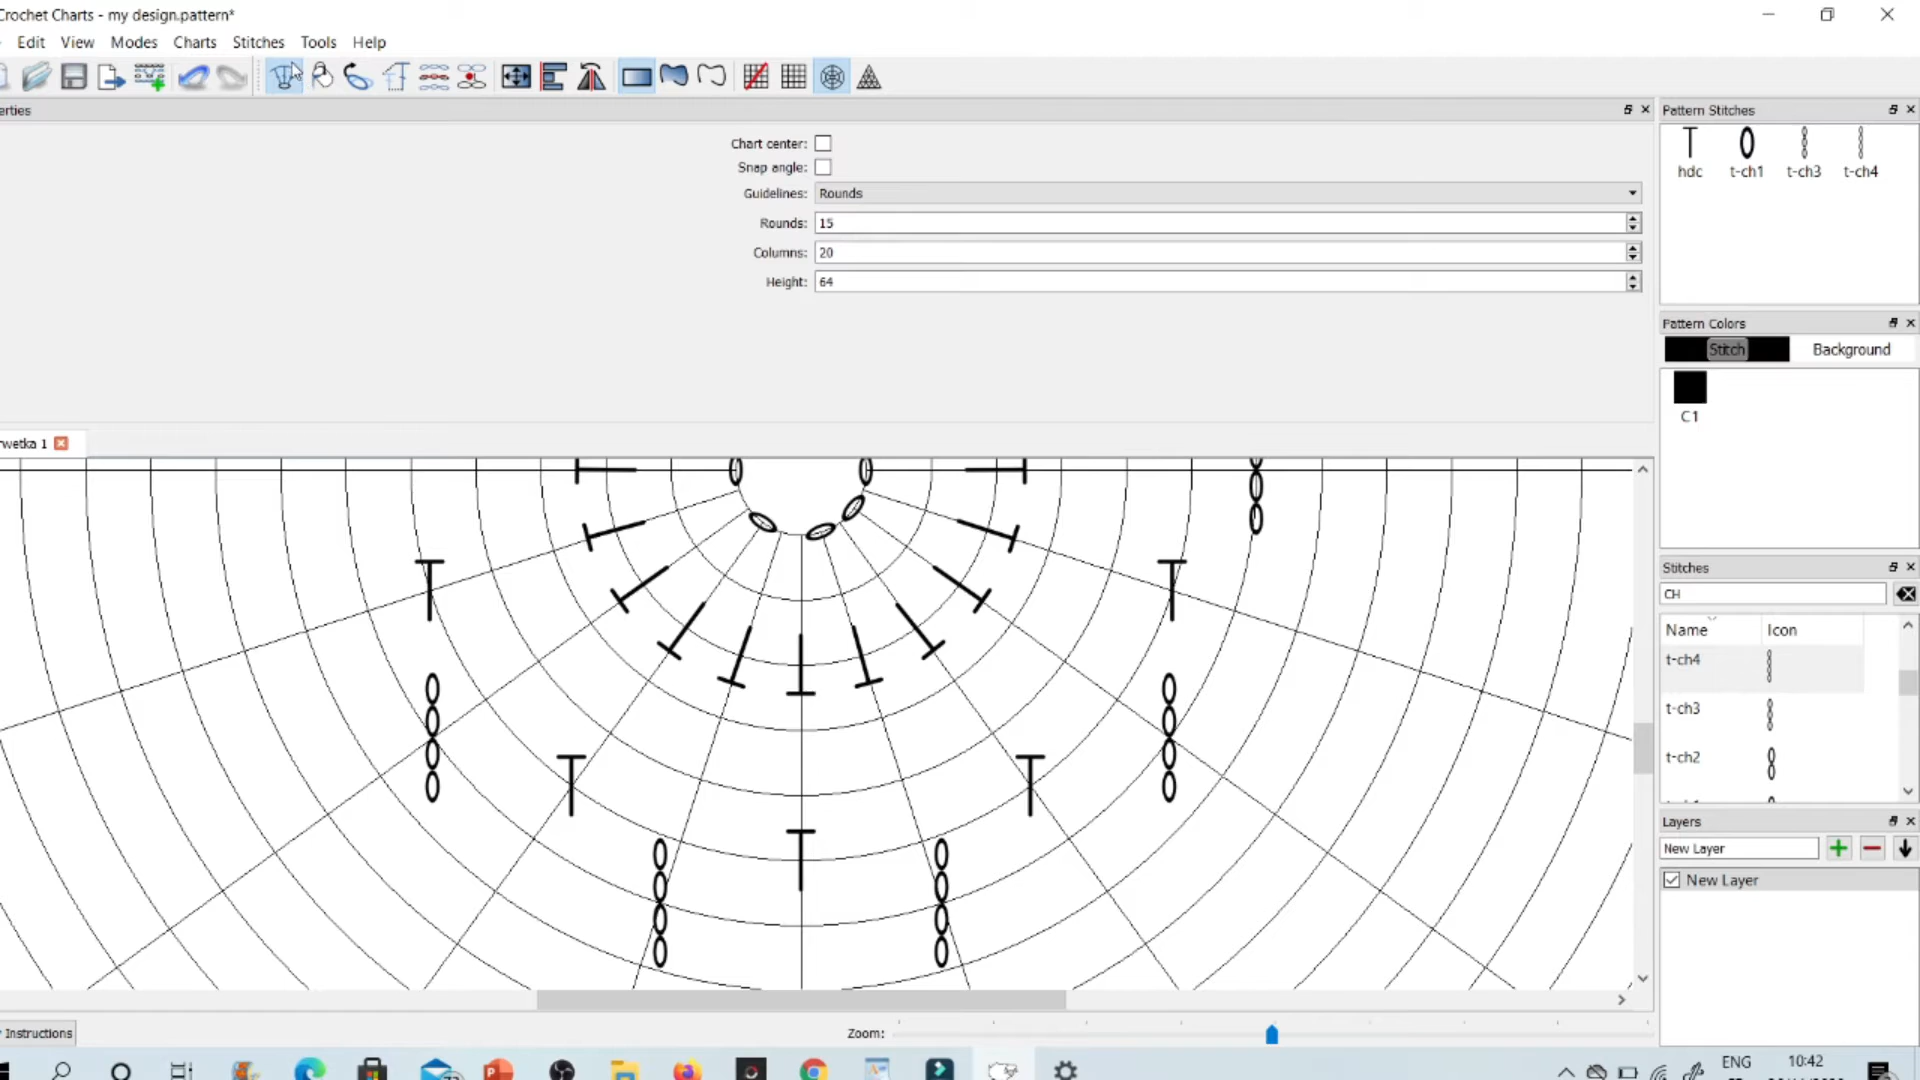 Crochet Charts - my design.pattern*
Edit View Modes Charts Stitches Tools Help
erties
Chart center:
Snap angle:
Guidelines: Rounds
Rounds: 15
Columns: 20
Height: 64
Pattern Stitches
hdc t-ch1 t-ch3 t-ch4
Pattern Colors
Stitch Background
C1
rwetka 1
Stitches
CH
Name Icon
t-ch4
t-ch3
t-ch2
Layers
New Layer
New Layer
Instructions
Zoom:
ENG 10:42